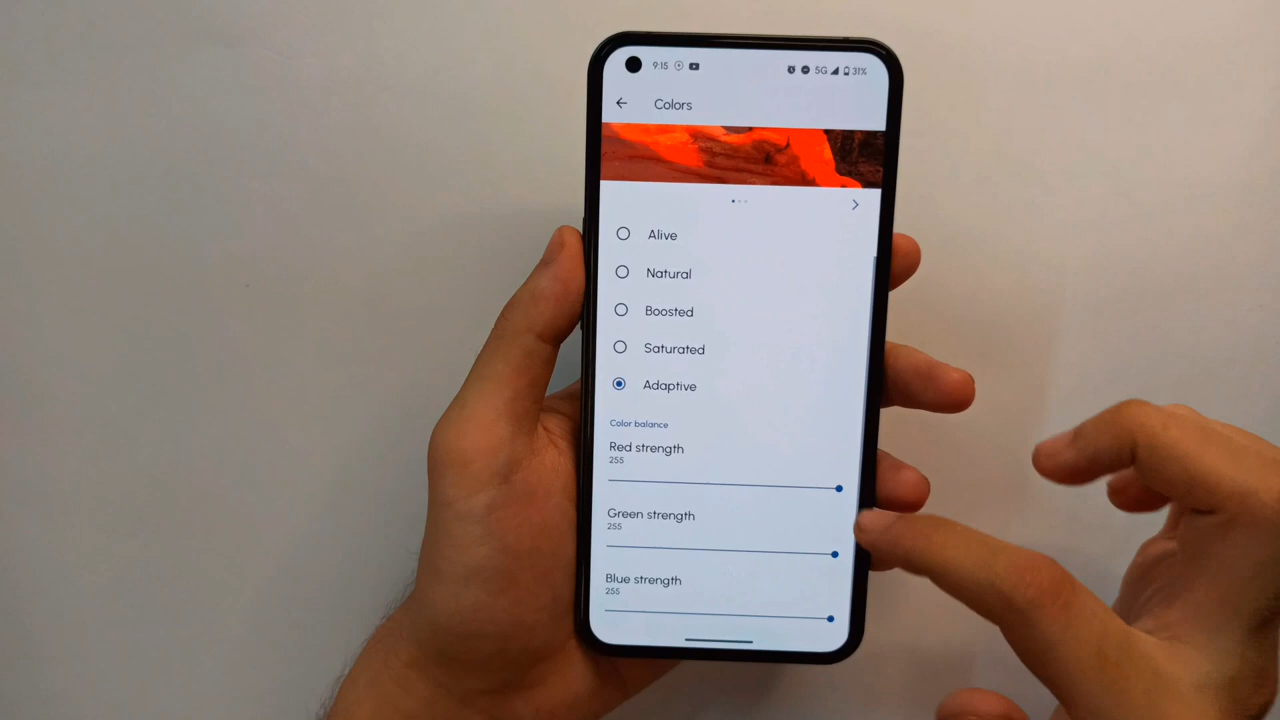 9:15
5G 31%
Colors
Alive
Natural
Boosted
Saturated
Adaptive
Color balance
Red strength
255
Green strength
255
Blue strength
255